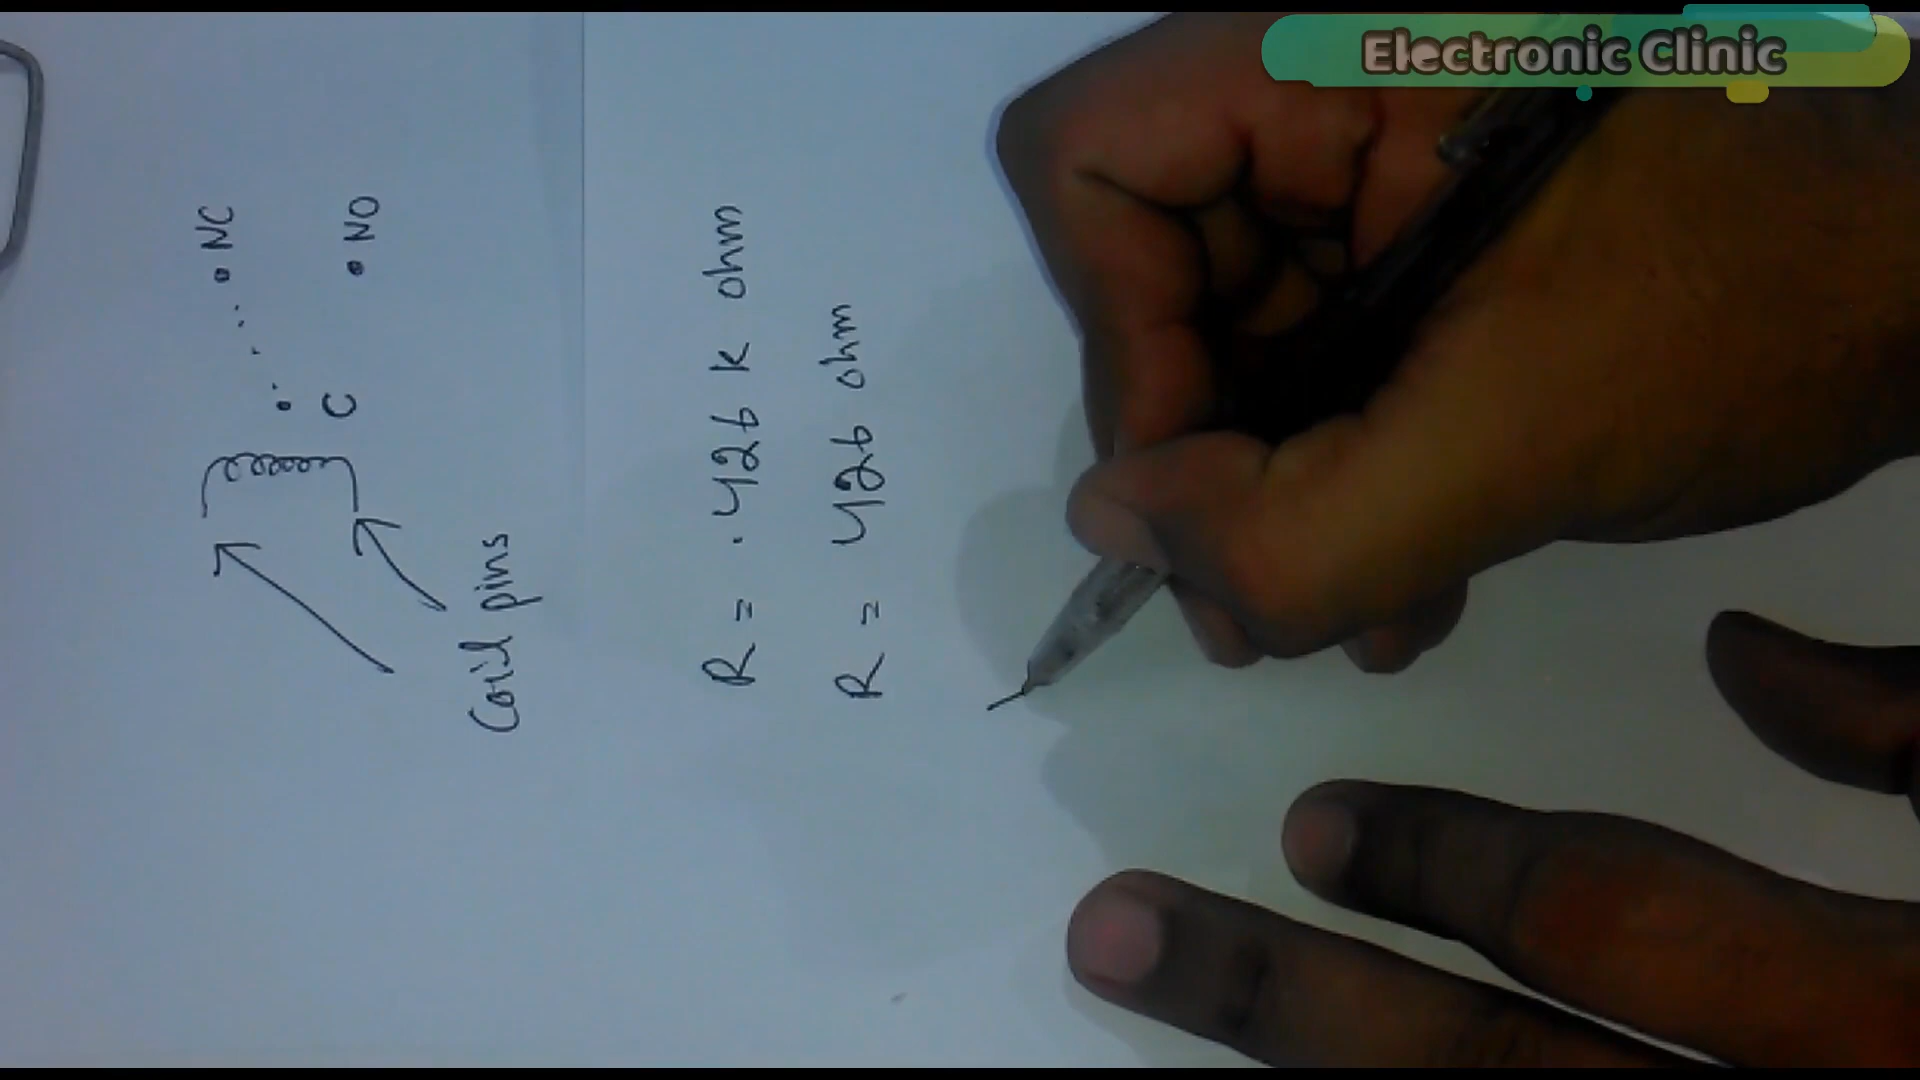 Electronic Clinic
• NC
• NO
C
Coil pins
R = .426 k ohm
R = 426 ohm